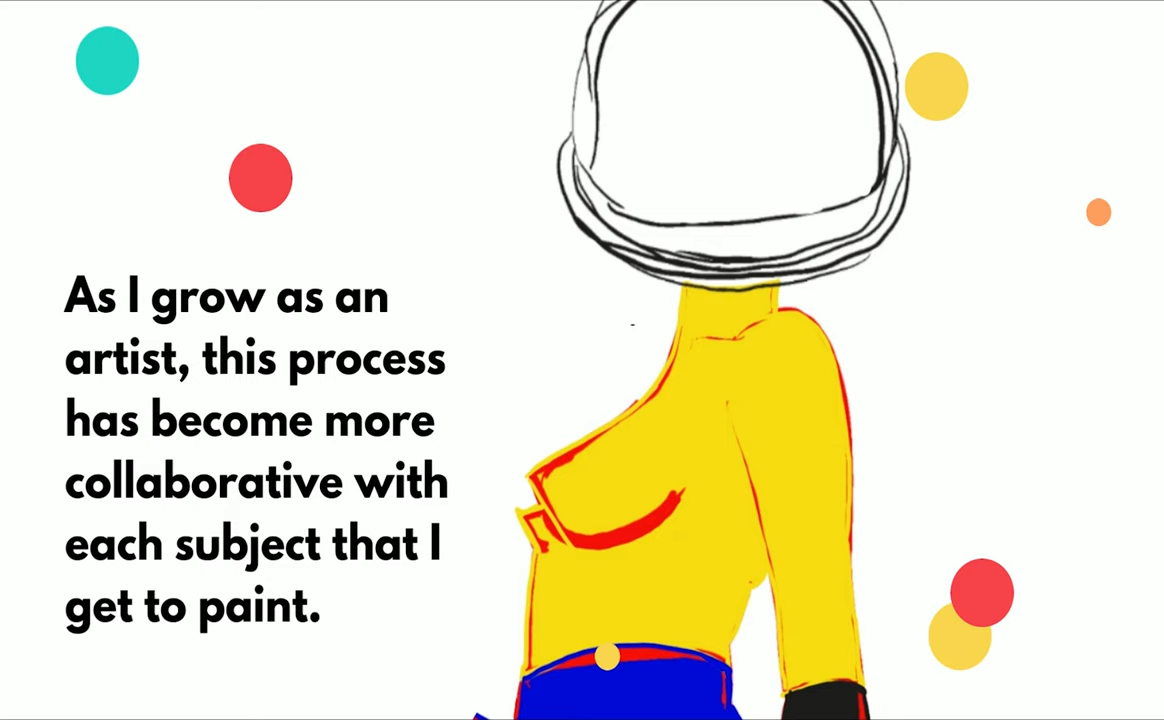 As I grow as an
artist, this process
has become more
collaborative with
each subject that I
get to paint.